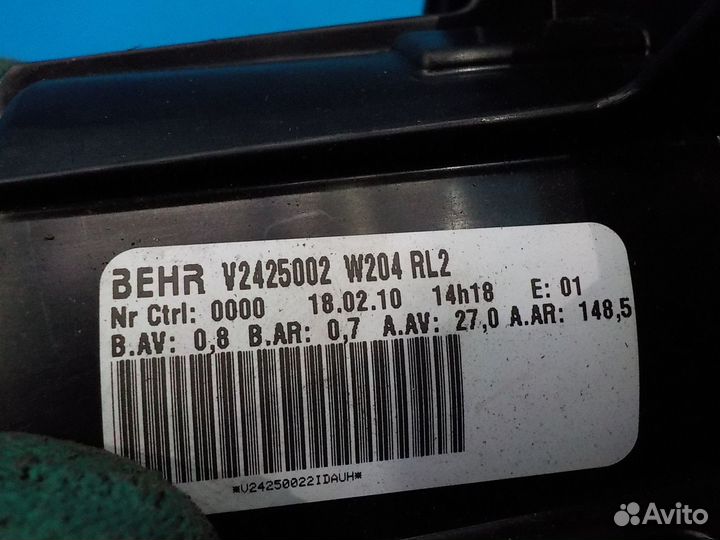 BEHR V2425002 W204 RL2
Nr Ctrl: 0000 18.02.10 14h18 E: 01
B.AV: 0,8 B.AR: 0,7 A.AV: 27,0 A.AR: 148,5
*V24250022IDAUH*
Avito